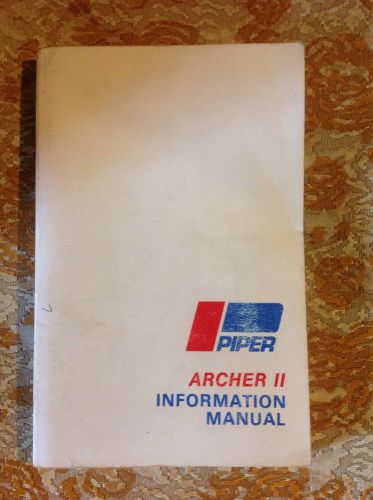 PIPER
ARCHER II
INFORMATION
MANUAL